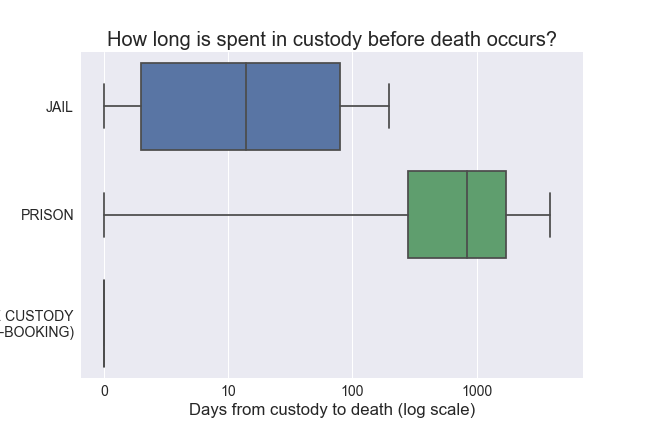 How long is spent in custody before death occurs?
JAIL
PRISON
CUSTODY
-BOOKING)
0 10 100 1000
Days from custody to death (log scale)